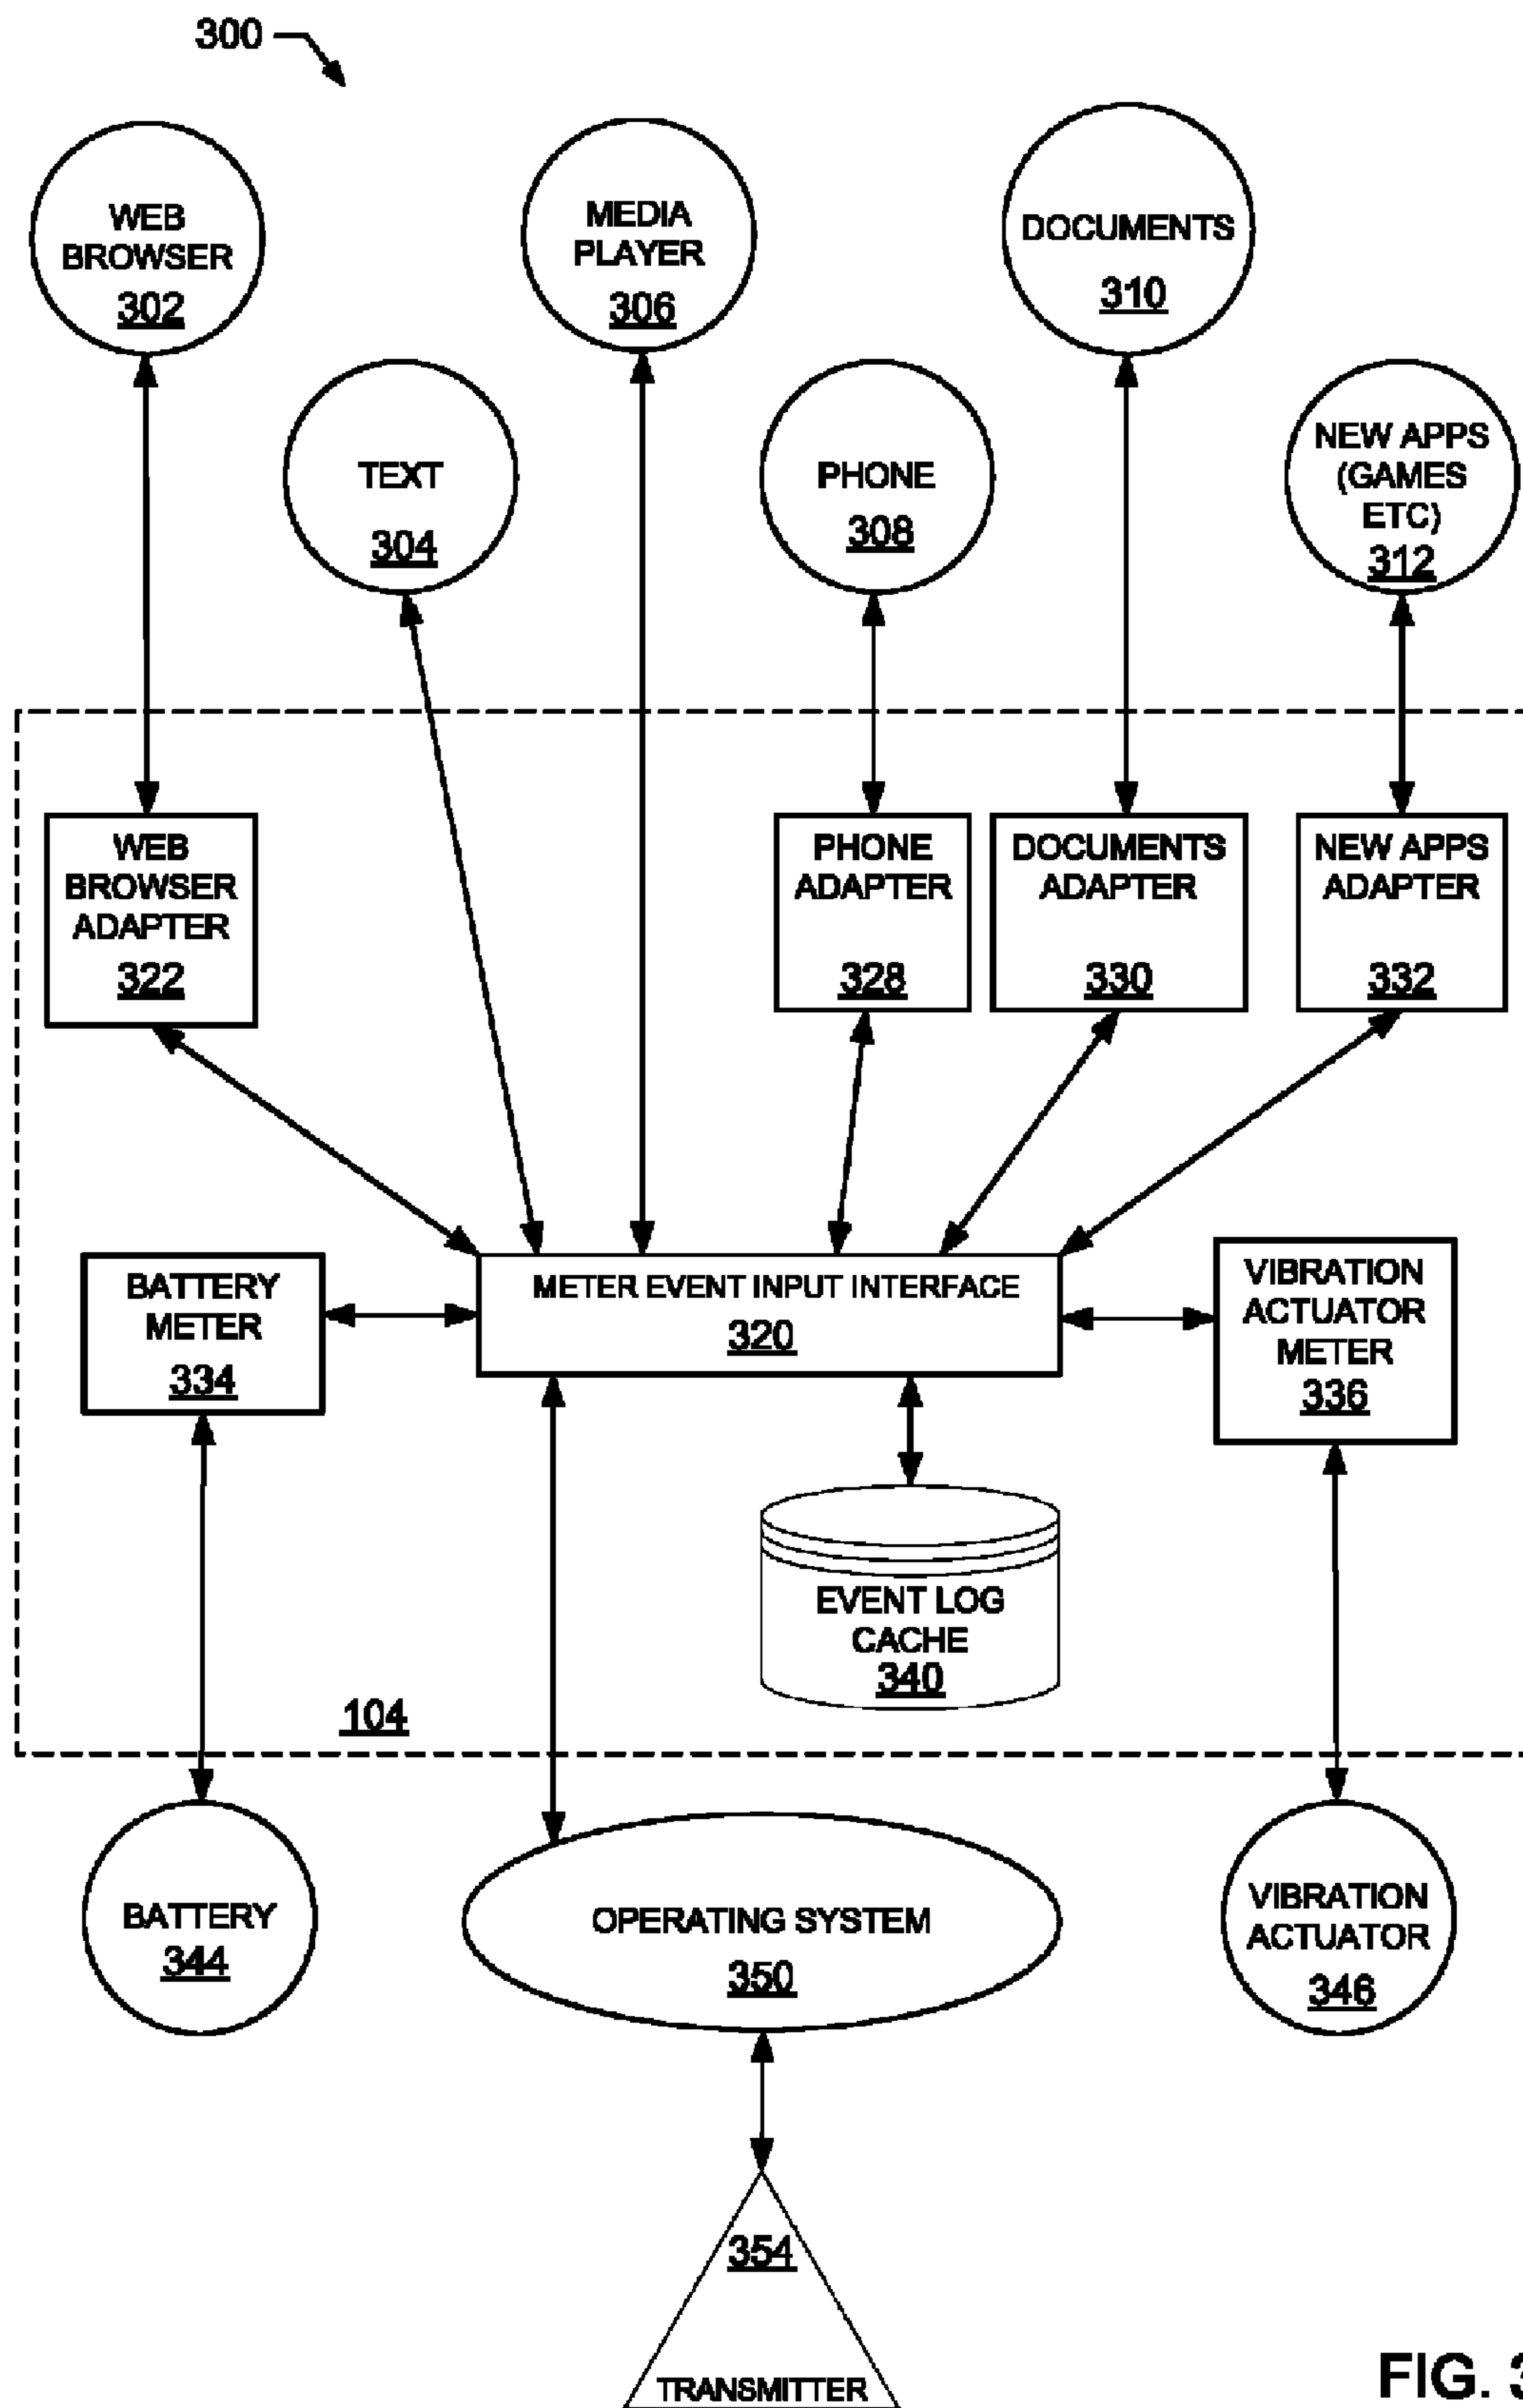 300
WEB
BROWSER
302
MEDIA
PLAYER
306
DOCUMENTS
310
TEXT
304
PHONE
308
NEW APPS
(GAMES
ETC)
312
WEB
BROWSER
ADAPTER
322
PHONE
ADAPTER
328
DOCUMENTS
ADAPTER
330
NEW APPS
ADAPTER
332
BATTERY
METER
334
METER EVENT INPUT INTERFACE
320
VIBRATION
ACTUATOR
METER
336
EVENT LOG
CACHE
340
104
BATTERY
344
OPERATING SYSTEM
350
VIBRATION
ACTUATOR
346
354
TRANSMITTER
FIG. 3